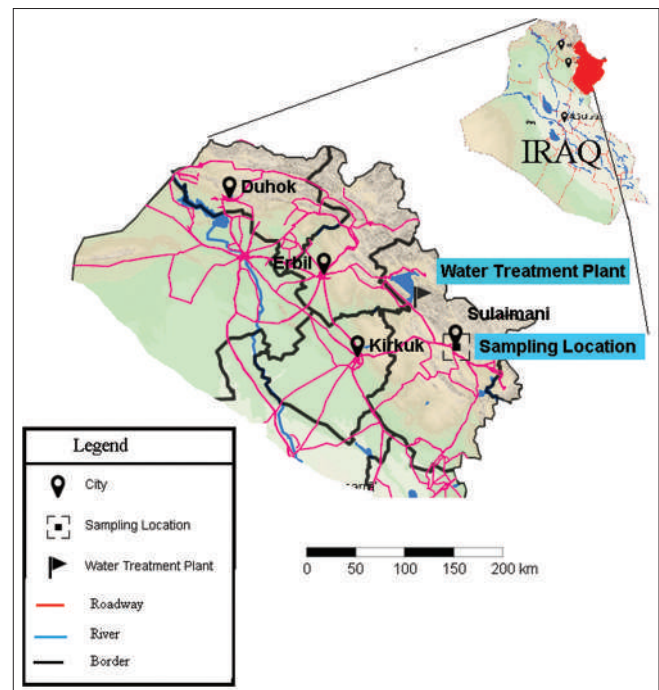 IRAQ
Duhok
Erbil
Water Treatment Plant
Sulaimani
Kirkuk
Sampling Location
Legend
City
Sampling Location
Water Treatment Plant
Roadway
River
Border
0 50 100 150 200 km